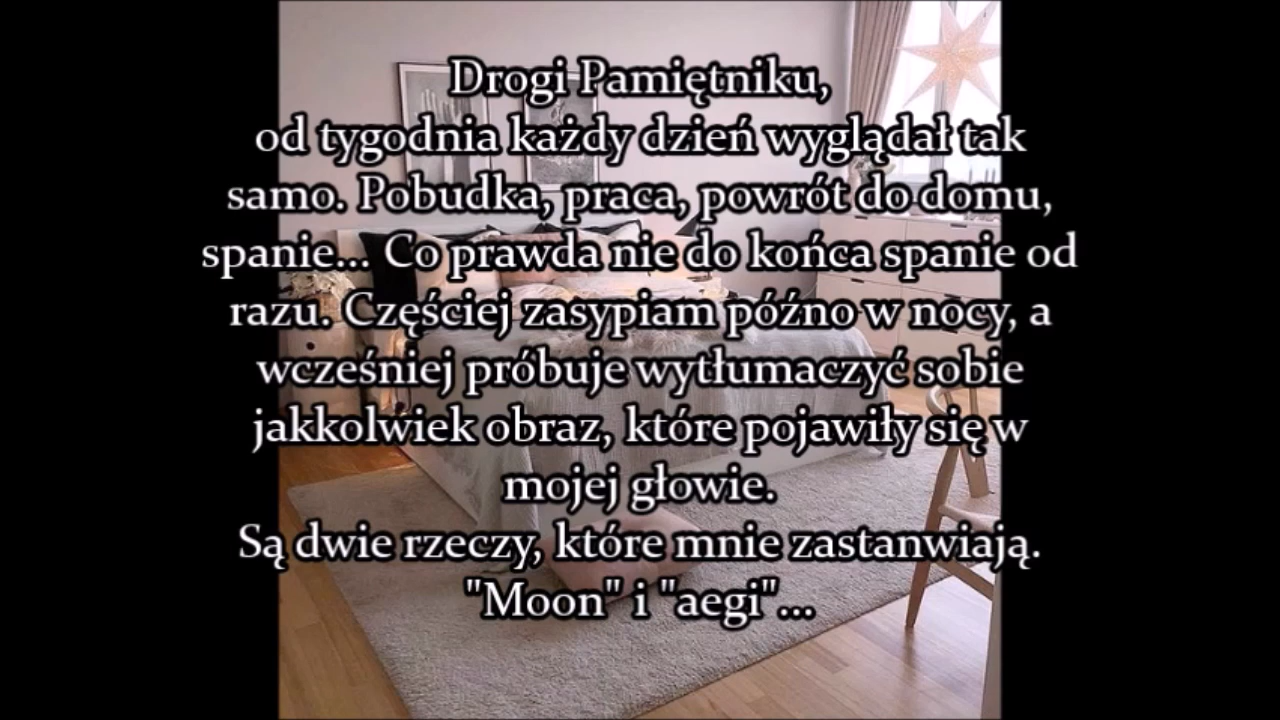 Drogi Pamiętniku,
od tygodnia każdy dzień wyglądał tak
samo. Pobudka, praca, powrót do domu,
spanie... Co prawda nie do końca spanie od
razu. Częściej zasypiam późno w nocy, a
wcześniej próbuje wytłumaczyć sobie
jakkolwiek obraz, które pojawiły się w
mojej głowie.
Są dwie rzeczy, które mnie zastanwiają.
"Moon" i "aegi"...